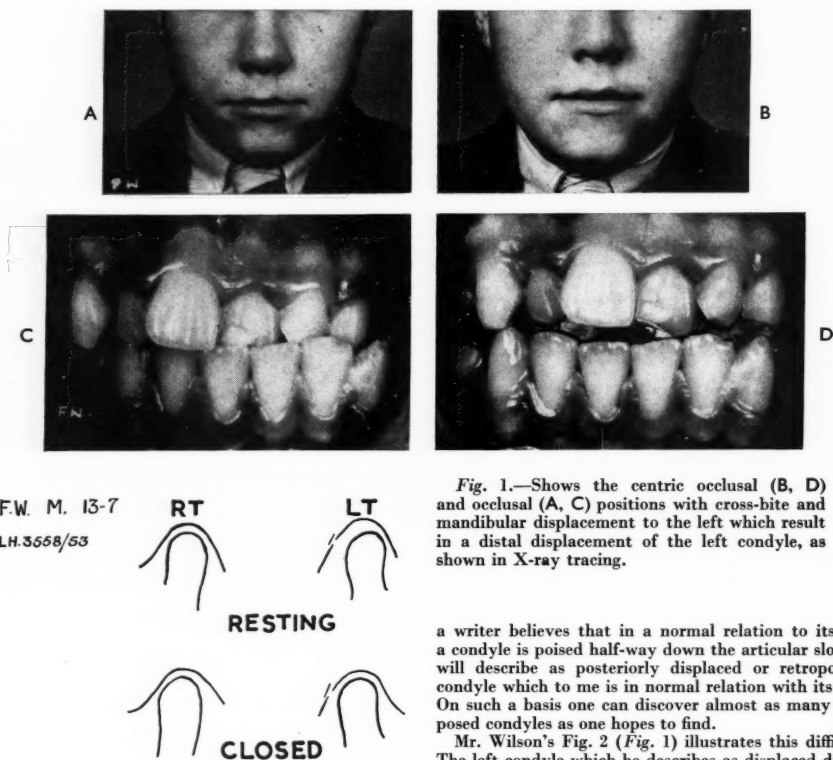 A
B
P W
C
D
F N.
F.W. M. 13-7
LH.3558/53
RT LT
RESTING
CLOSED
Fig. 1.—Shows the centric occlusal (B, D)
and occlusal (A, C) positions with cross-bite and
mandibular displacement to the left which result
in a distal displacement of the left condyle, as
shown in X-ray tracing.
a writer believes that in a normal relation to its
a condyle is poised half-way down the articular slo
will describe as posteriorly displaced or retropo
condyle which to me is in normal relation with its
On such a basis one can discover almost as many
posed condyles as one hopes to find.
Mr. Wilson's Fig. 2 (Fig. 1) illustrates this diffi
The left condyle which he describes as displaced d